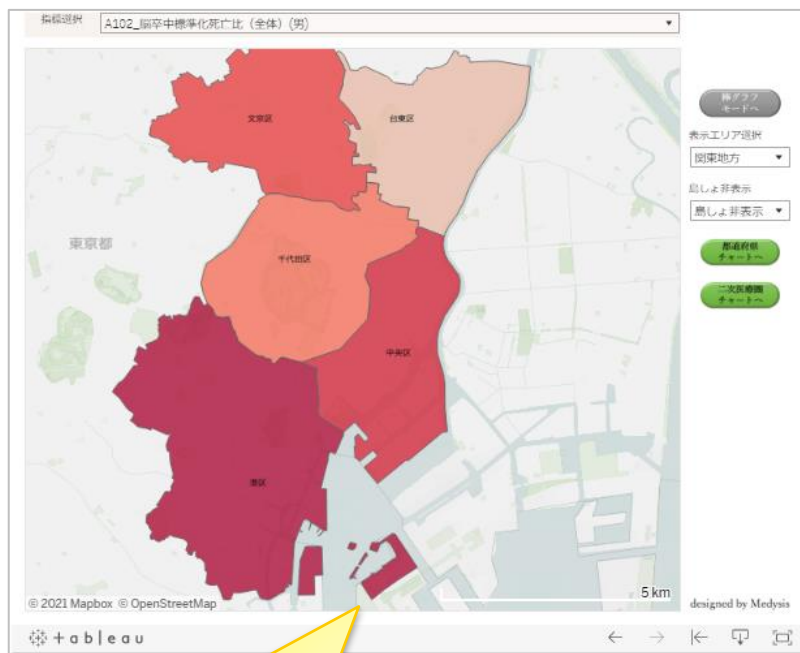 指標選択
A102_脳卒中標準化死亡比（全体）(男)
棒グラフ
モードへ
表示エリア選択
関東地方
島しょ非表示
島しょ非表示
都道府県
チャートへ
二次医療圏
チャートへ
文京区
台東区
東京都
千代田区
中央区
港区
5 km
© 2021 Mapbox © OpenStreetMap
designed by Medysis
+ a b | e a u